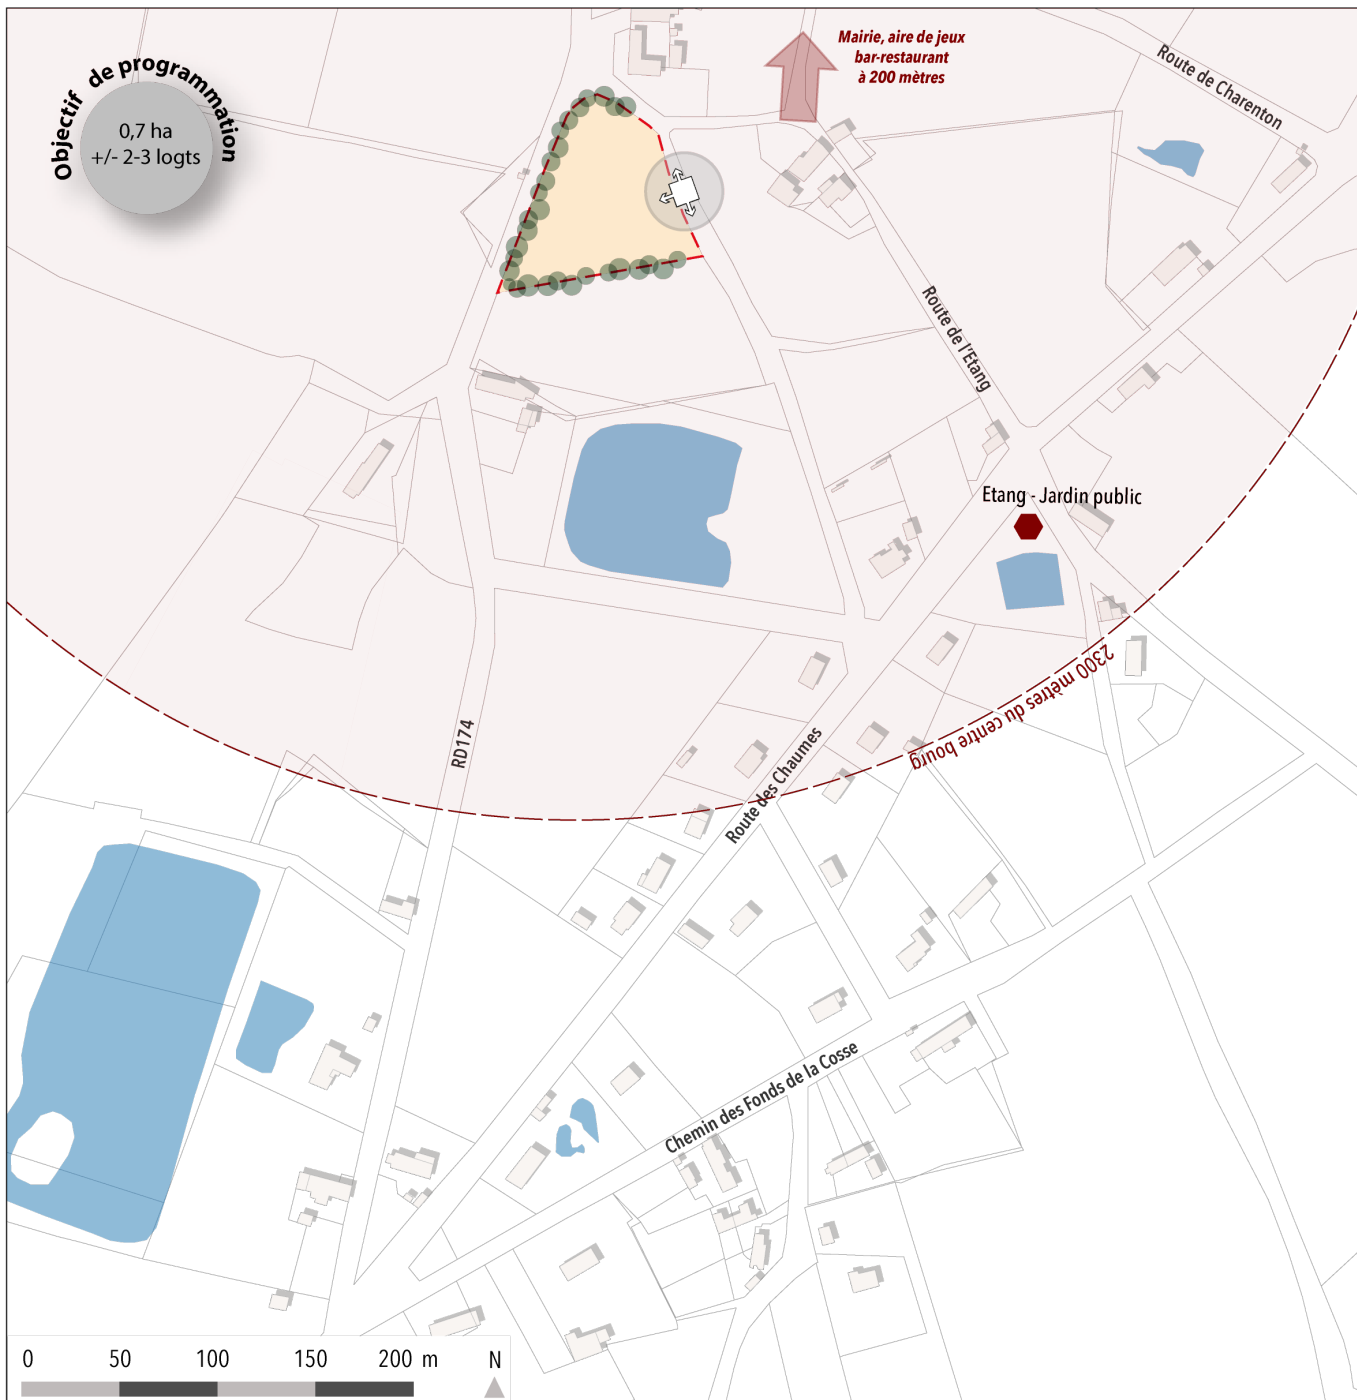 Objectif de programmation
0,7 ha
+/- 2-3 logts
Mairie, aire de jeux
bar-restaurant
à 200 mètres
Route de Charenton
Route de l'Etang
Etang - Jardin public
2300 mètres du centre bourg
RD174
Route des Chaumes
Chemin des Fonds de la Cosse
0 50 100 150 200 m N